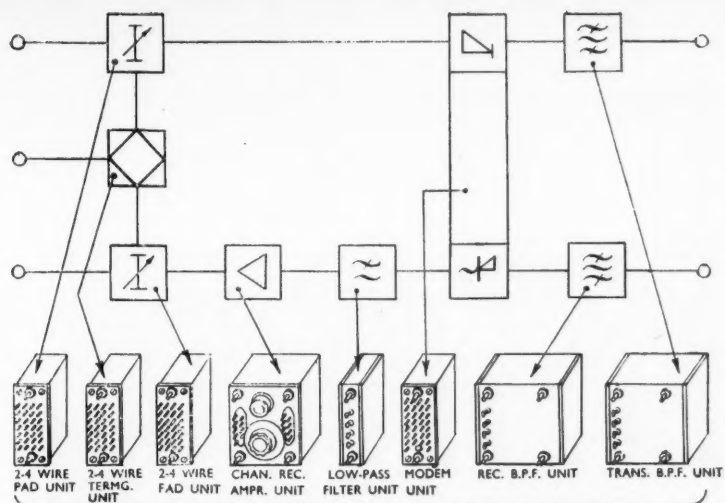 2-4 WIRE
PAD UNIT
2-4 WIRE
TERMG.
UNIT
2-4 WIRE
FAD UNIT
CHAN. REC.
AMPR. UNIT
LOW-PASS
FILTER UNIT
MODEM
UNIT
REC. B.P.F. UNIT
TRANS. B.P.F. UNIT